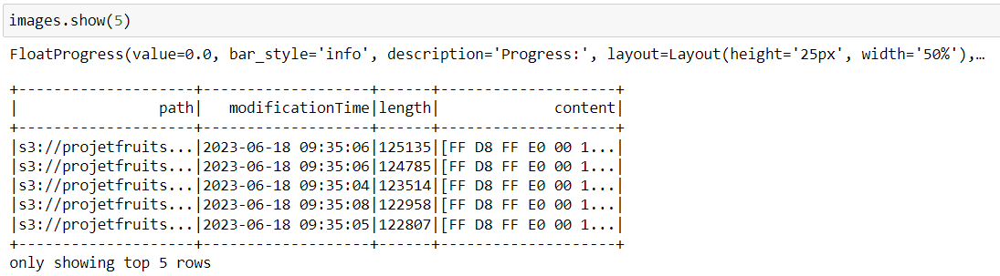 images.show(5)
FloatProgress(value=0.0, bar_style='info', description='Progress:', layout=Layout(height='25px', width='50%'),…
+--------------------+-------------------+------+--------------------+
|                path|   modificationTime|length|             content|
+--------------------+-------------------+------+--------------------+
|s3://projetfruits...|2023-06-18 09:35:06|125135|[FF D8 FF E0 00 1...|
|s3://projetfruits...|2023-06-18 09:35:06|124785|[FF D8 FF E0 00 1...|
|s3://projetfruits...|2023-06-18 09:35:04|123514|[FF D8 FF E0 00 1...|
|s3://projetfruits...|2023-06-18 09:35:08|122958|[FF D8 FF E0 00 1...|
|s3://projetfruits...|2023-06-18 09:35:05|122807|[FF D8 FF E0 00 1...|
+--------------------+-------------------+------+--------------------+
only showing top 5 rows